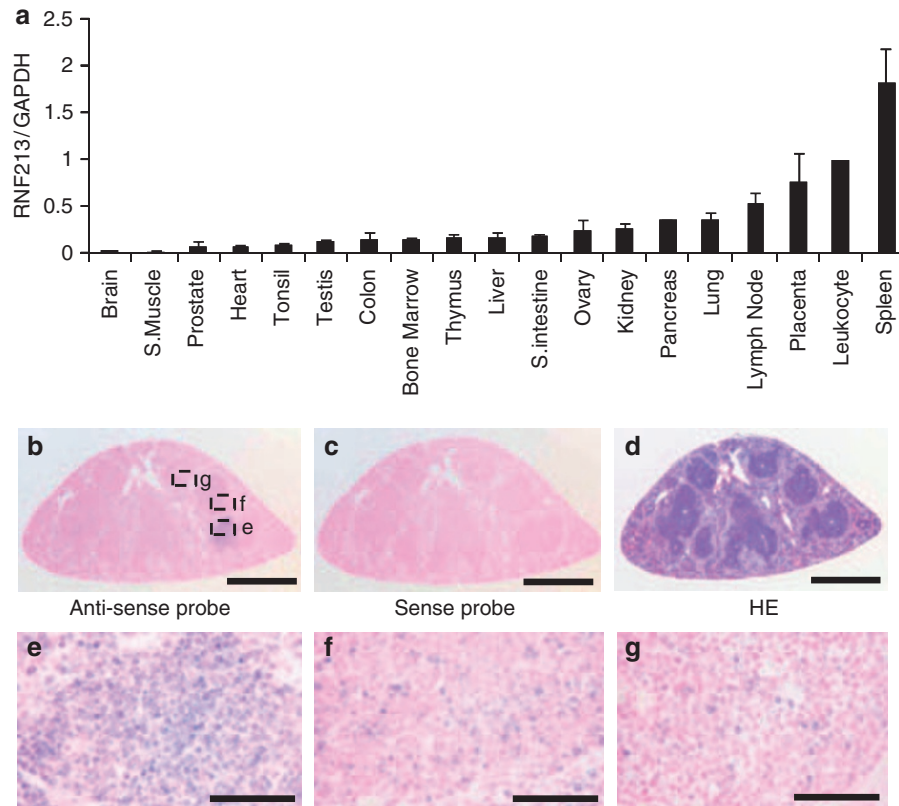 a
RNF213/GAPDH
2.5
2
1.5
1
0.5
0
Brain
S.Muscle
Prostate
Heart
Tonsil
Testis
Colon
Bone Marrow
Thymus
Liver
S.intestine
Ovary
Kidney
Pancreas
Lung
Lymph Node
Placenta
Leukocyte
Spleen
b
g
f
e
c
d
Anti-sense probe
Sense probe
HE
e
f
g